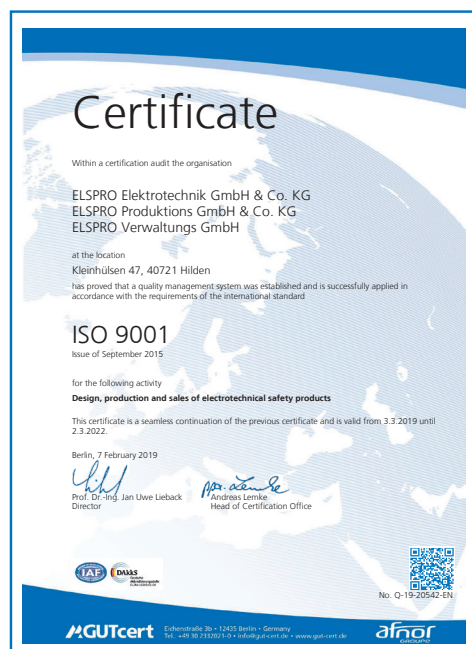 Certificate
Within a certification audit the organisation
ELSPRO Elektrotechnik GmbH & Co. KG
ELSPRO Produktions GmbH & Co. KG
ELSPRO Verwaltungs GmbH
at the location
Kleinhülsen 47, 40721 Hilden
has proved that a quality management system was established and is successfully applied in
accordance with the requirements of the international standard
ISO 9001
Issue of September 2015
for the following activity
Design, production and sales of electrotechnical safety products
This certificate is a seamless continuation of the previous certificate and is valid from 3.3.2019 until
2.3.2022.
Berlin, 7 February 2019
ppa. Lemke
Prof. Dr.-Ing. Jan Uwe Lieback
Director
Andreas Lemke
Head of Certification Office
IAF
DAkkS
Deutsche
Akkreditierungsstelle
No. Q-19-20542-EN
GUTcert
Eichenstraße 3b • 12435 Berlin • Germany
Tel. +49 30 2332021-0 • info@gut-cert.de • www.gut-cert.de
afnor
GROUPE